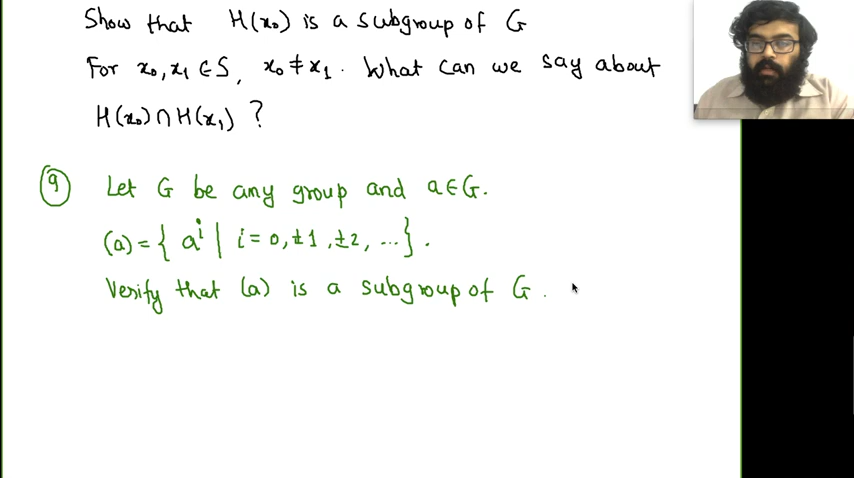 Show that H(x₀) is a subgroup of G
For x₀, x₁ ∈ S, x₀ ≠ x₁. What can we say about
H(x₀) ∩ H(x₁) ?
9 Let G be any group and a ∈ G.
(a) = { aⁱ | i = 0, ±1, ±2, ... } .
Verify that (a) is a subgroup of G .